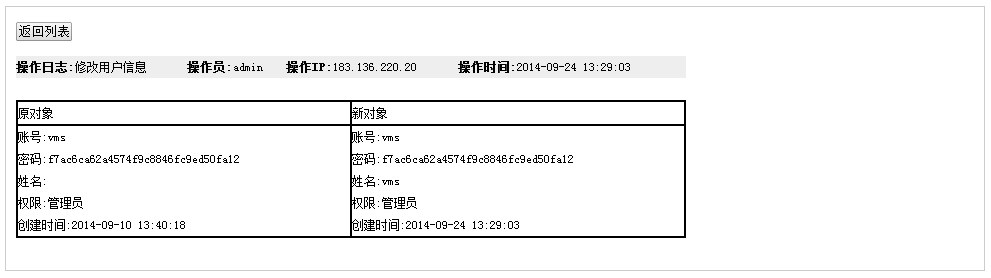 返回列表
操作日志:修改用户信息 操作员:admin 操作IP:183.136.220.20 操作时间:2014-09-24 13:29:03
原对象 新对象
账号:vms 账号:vms
密码:f7ac6ca62a4574f9c8846fc9ed50fa12 密码:f7ac6ca62a4574f9c8846fc9ed50fa12
姓名: 姓名:vms
权限:管理员 权限:管理员
创建时间:2014-09-10 13:40:18 创建时间:2014-09-24 13:29:03